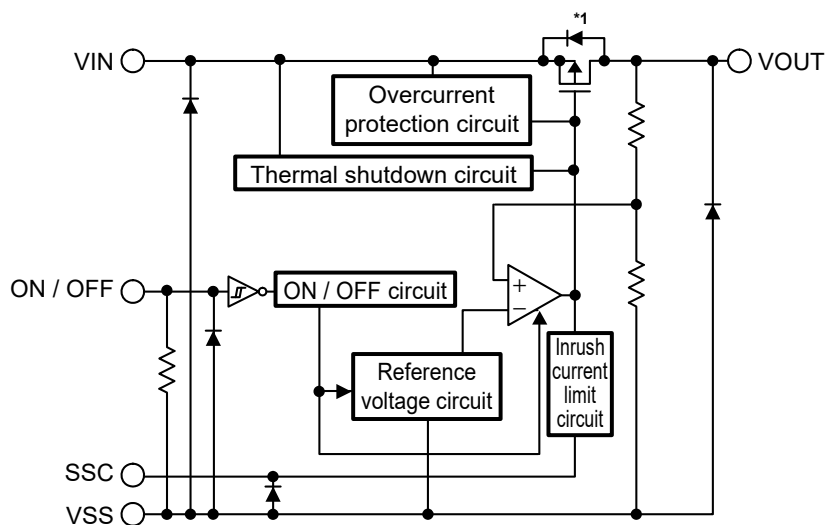 *1
VIN
VOUT
Overcurrent
protection circuit
Thermal shutdown circuit
ON / OFF
ON / OFF circuit
+
−
Reference
voltage circuit
Inrush
current
limit
circuit
SSC
VSS